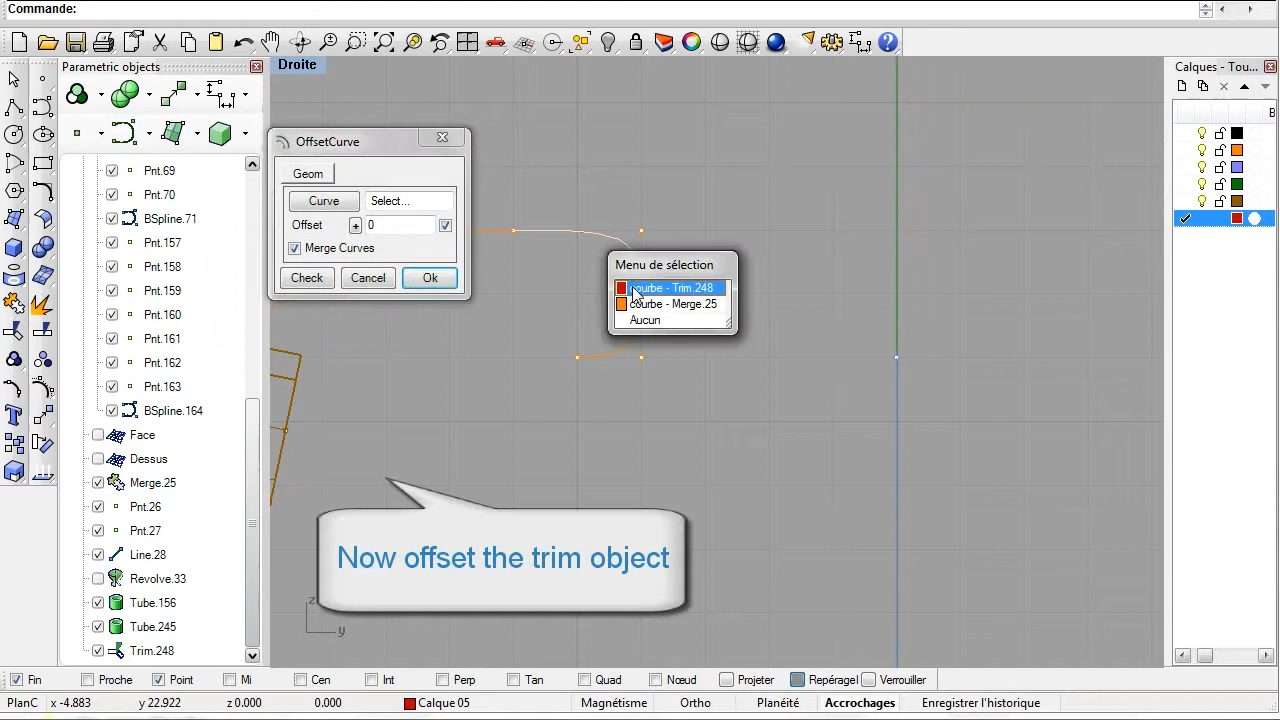 Commande:
Parametric objects
Droite
Calques - Tou...
B
OffsetCurve
Geom
Curve
Select...
Offset
0
Merge Curves
Check
Cancel
Ok
Menu de sélection
courbe - Trim.248
courbe - Merge.25
Aucun
Pnt.69
Pnt.70
BSpline.71
Pnt.157
Pnt.158
Pnt.159
Pnt.160
Pnt.161
Pnt.162
Pnt.163
BSpline.164
Face
Dessus
Merge.25
Pnt.26
Pnt.27
Line.28
Revolve.33
Tube.156
Tube.245
Trim.248
Now offset the trim object
z
y
Fin Proche Point Mi Cen Int Perp Tan Quad Nœud Projeter Repérage Verrouiller
PlanC x -4.883 y 22.922 z 0.000 0.000 Calque 05 Magnétisme Ortho Planéité Accrochages Enregistrer l'historique